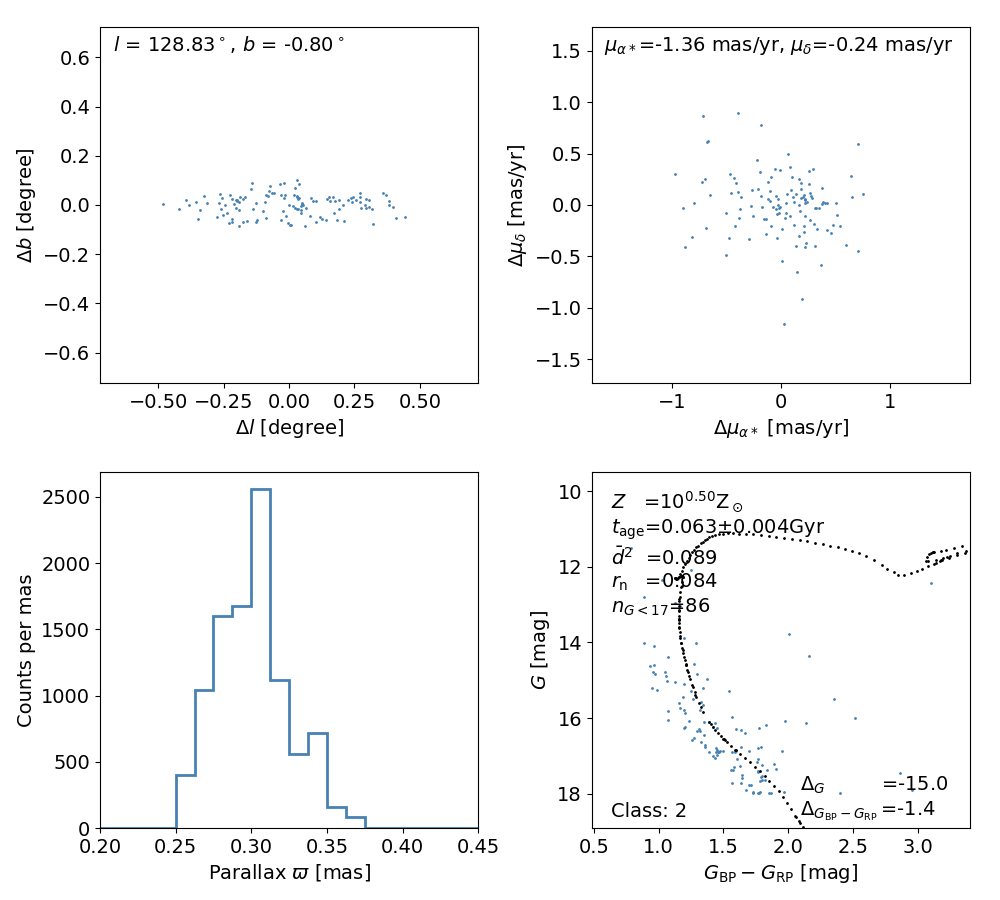 l = 128.83°, b = -0.80°
0.6
0.4
0.2
0.0
−0.2
−0.4
−0.6
Δb [degree]
−0.50 −0.25 0.00 0.25 0.50
Δl [degree]
μα*=-1.36 mas/yr, μδ=-0.24 mas/yr
1.5
1.0
0.5
0.0
−0.5
−1.0
−1.5
Δμδ [mas/yr]
−1 0 1
Δμα* [mas/yr]
2500
2000
1500
1000
500
0
Counts per mas
0.20 0.25 0.30 0.35 0.40 0.45
Parallax ϖ [mas]
10
12
14
16
18
G [mag]
Z =10^0.50 Z⊙
t_age=0.063±0.004Gyr
d̄² =0.089
r_n =0.084
n_G<17=86
Δ_G =-15.0
Δ_GBP−GRP=-1.4
Class: 2
0.5 1.0 1.5 2.0 2.5 3.0
G_BP − G_RP [mag]